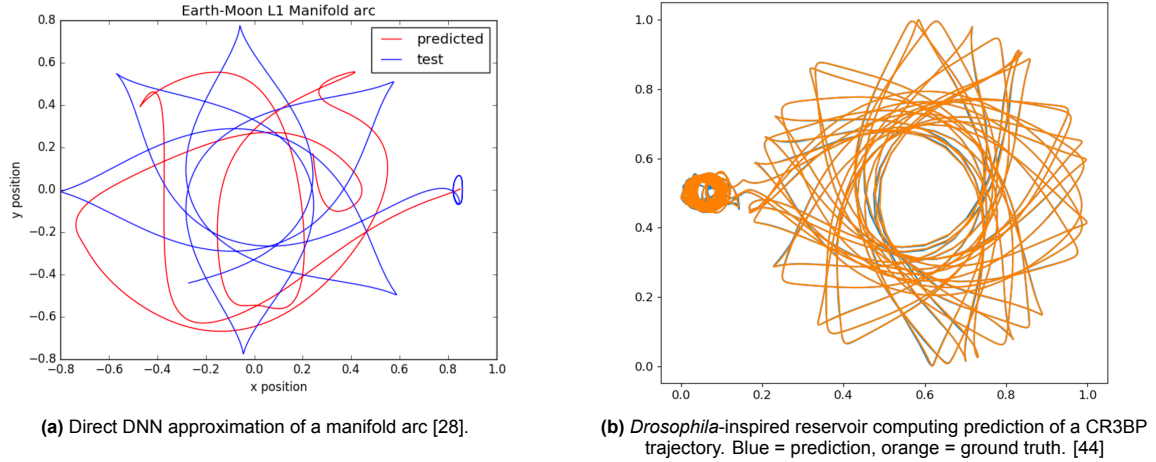 Earth-Moon L1 Manifold arc
predicted
test
0.8
0.6
0.4
0.2
0.0
−0.2
−0.4
−0.6
−0.8
y position
−0.8 −0.6 −0.4 −0.2 0.0 0.2 0.4 0.6 0.8 1.0
x position
(a) Direct DNN approximation of a manifold arc [28].
1.0
0.8
0.6
0.4
0.2
0.0
0.0 0.2 0.4 0.6 0.8 1.0
(b) Drosophila-inspired reservoir computing prediction of a CR3BP
trajectory. Blue = prediction, orange = ground truth. [44]